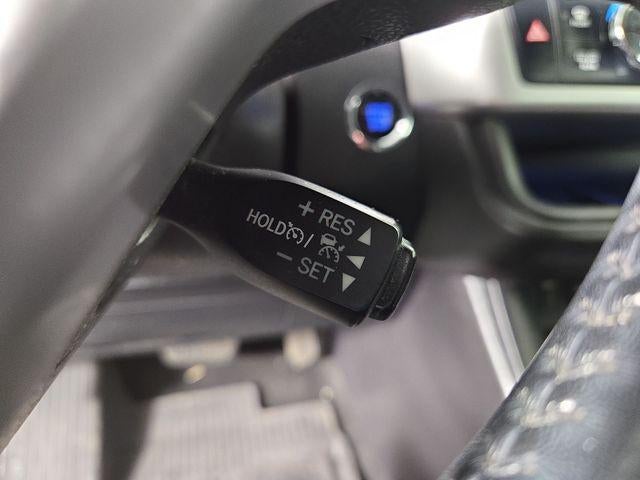 + RES
HOLD /
− SET